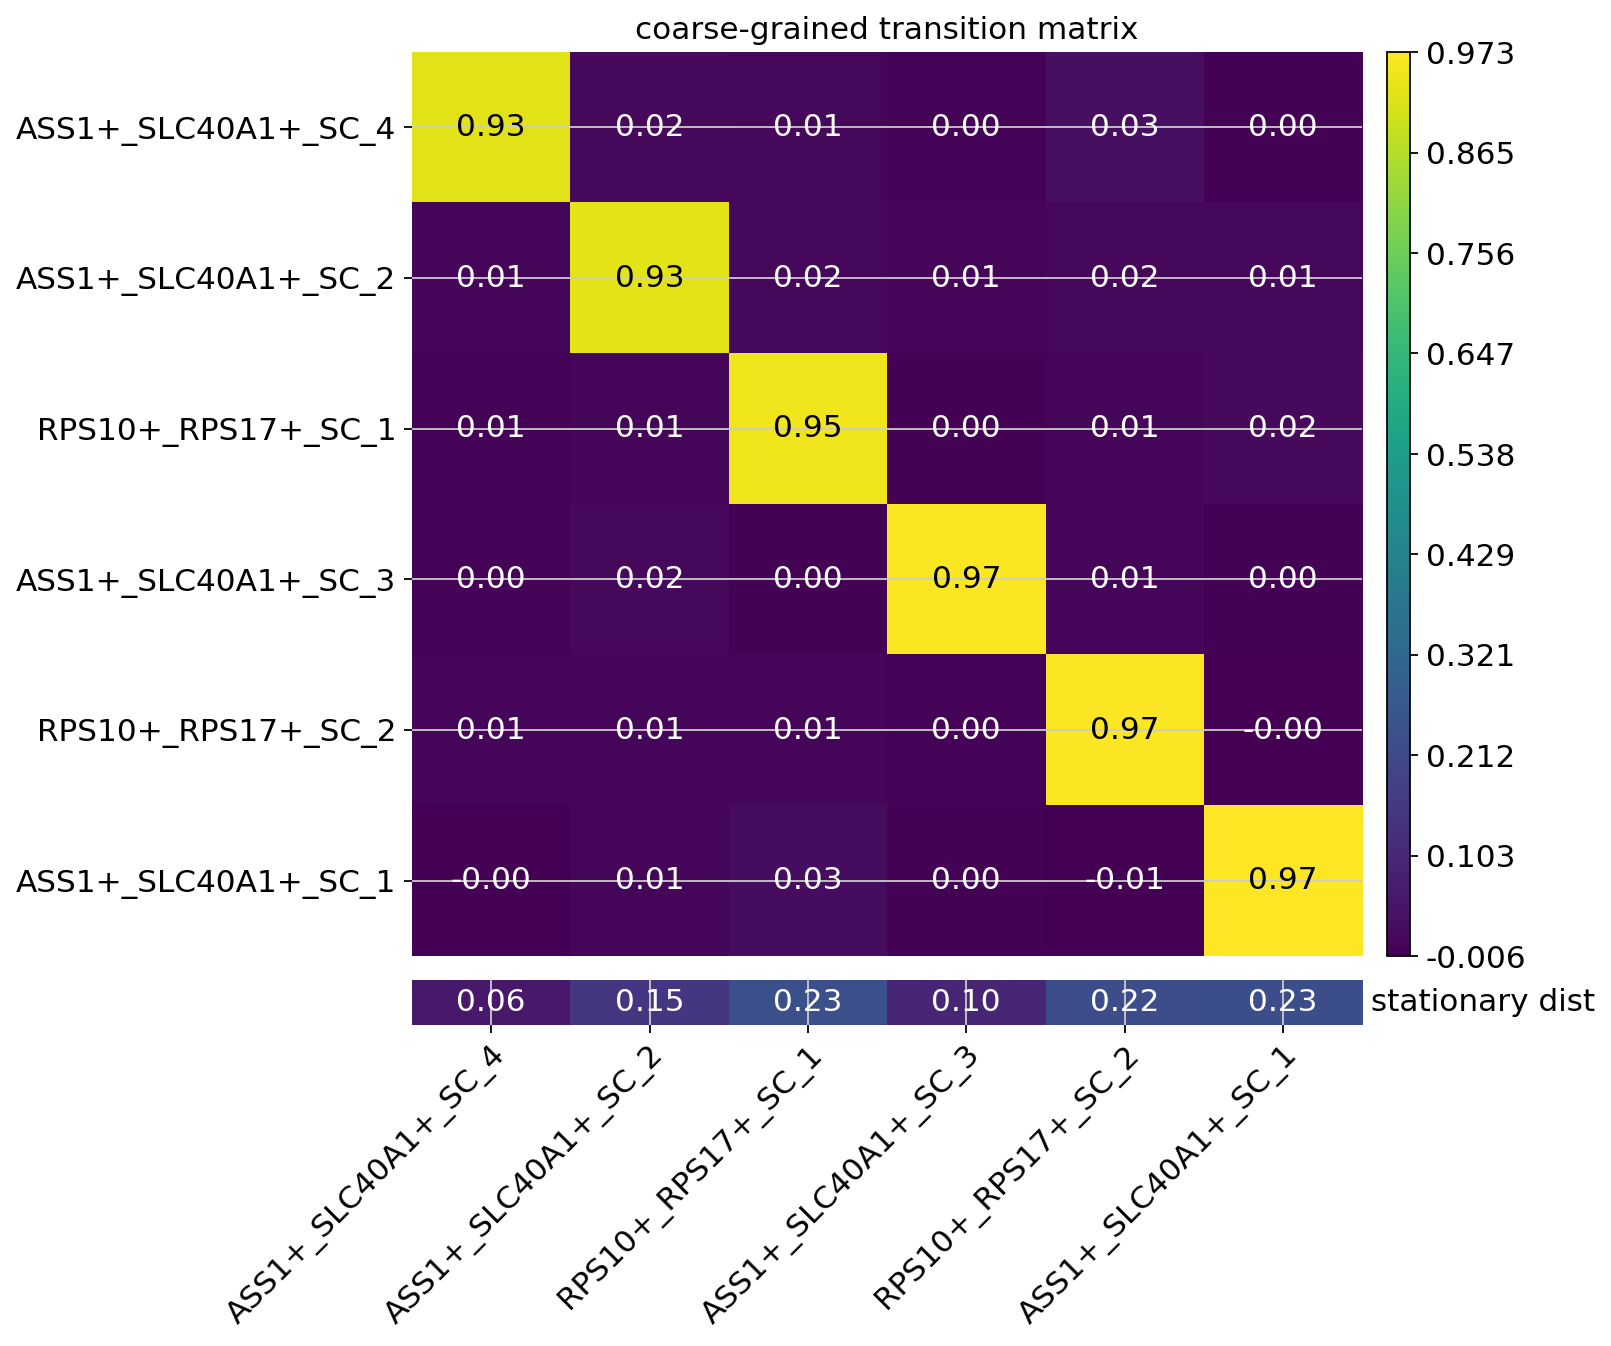 coarse-grained transition matrix
ASS1+_SLC40A1+_SC_4 0.93 0.02 0.01 0.00 0.03 0.00
ASS1+_SLC40A1+_SC_2 0.01 0.93 0.02 0.01 0.02 0.01
RPS10+_RPS17+_SC_1 0.01 0.01 0.95 0.00 0.01 0.02
ASS1+_SLC40A1+_SC_3 0.00 0.02 0.00 0.97 0.01 0.00
RPS10+_RPS17+_SC_2 0.01 0.01 0.01 0.00 0.97 -0.00
ASS1+_SLC40A1+_SC_1 -0.00 0.01 0.03 0.00 -0.01 0.97
0.973
0.865
0.756
0.647
0.538
0.429
0.321
0.212
0.103
-0.006
0.06 0.15 0.23 0.10 0.22 0.23 stationary dist
ASS1+_SLC40A1+_SC_4
ASS1+_SLC40A1+_SC_2
RPS10+_RPS17+_SC_1
ASS1+_SLC40A1+_SC_3
RPS10+_RPS17+_SC_2
ASS1+_SLC40A1+_SC_1